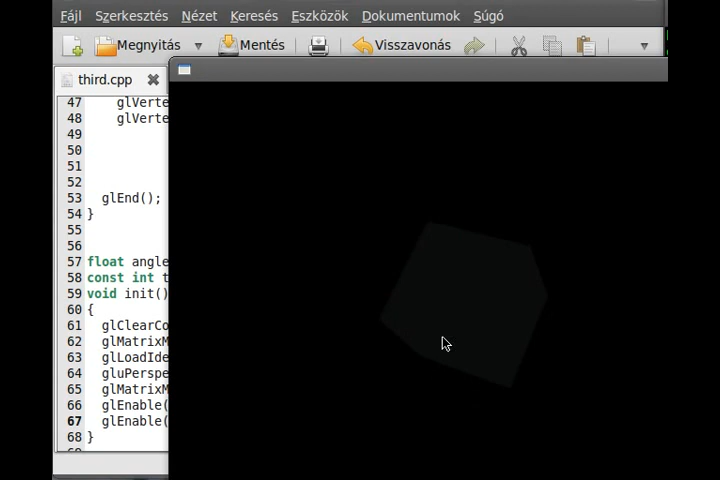 Fájl Szerkesztés Nézet Keresés Eszközök Dokumentumok Súgó
Megnyitás Mentés Visszavonás
third.cpp
47 glVerte
48 glVerte
49
50
51
52
53 glEnd();
54 }
55
56
57 float angle
58 const int t
59 void init()
60 {
61 glClearCo
62 glMatrixM
63 glLoadIde
64 gluPerspe
65 glMatrixM
66 glEnable(
67 glEnable(
68 }